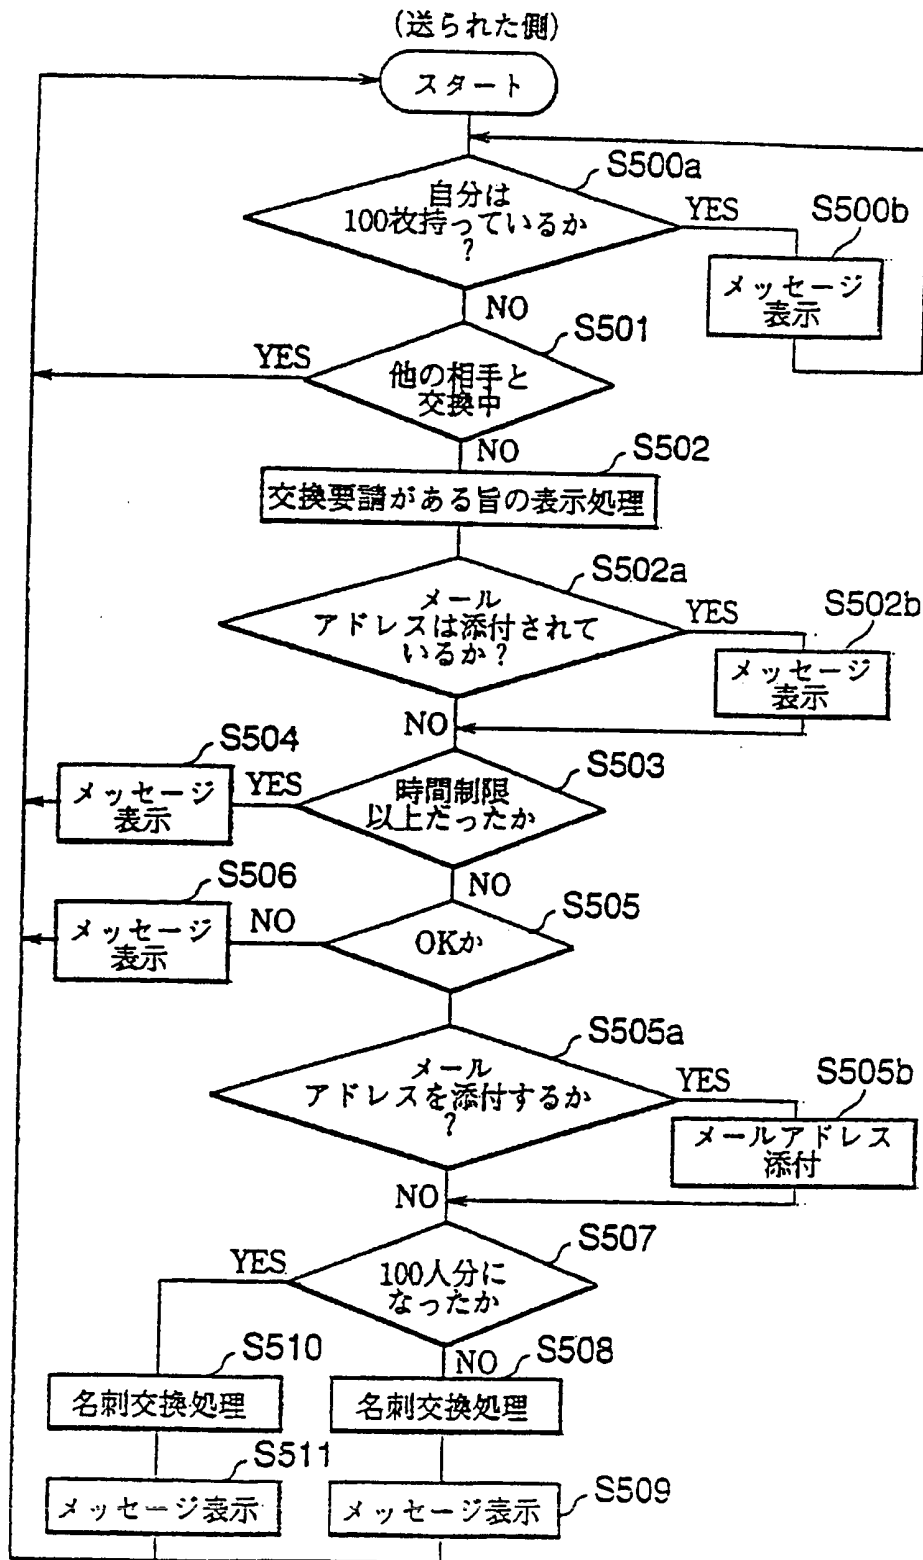 (送られた側)
スタート
S500a
自分は
100枚持っているか
?
YES
S500b
メッセージ
表示
NO
S501
YES
他の相手と
交換中
NO
S502
交換要請がある旨の表示処理
S502a
メール
アドレスは添付されて
いるか?
YES
S502b
メッセージ
表示
NO
S504
メッセージ
表示
YES
S503
時間制限
以上だったか
NO
S506
メッセージ
表示
NO
S505
OKか
S505a
メール
アドレスを添付するか
?
YES
S505b
メールアドレス
添付
NO
S507
YES
100人分に
なったか
S510
NO
S508
名刺交換処理
名刺交換処理
S511
メッセージ表示
S509
メッセージ表示